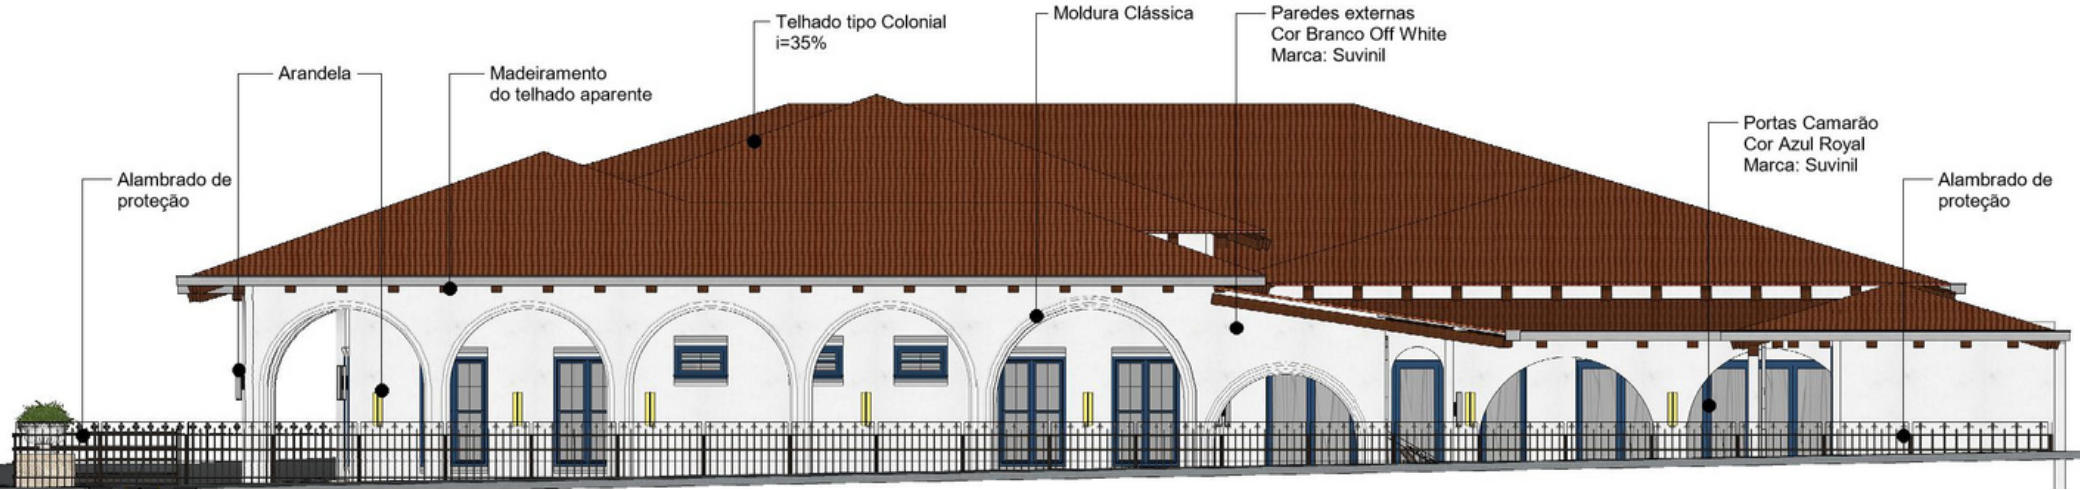 Alambrado de
proteção
Arandela
Madeiramento
do telhado aparente
Telhado tipo Colonial
i=35%
Moldura Clássica
Paredes externas
Cor Branco Off White
Marca: Suvinil
Portas Camarão
Cor Azul Royal
Marca: Suvinil
Alambrado de
proteção